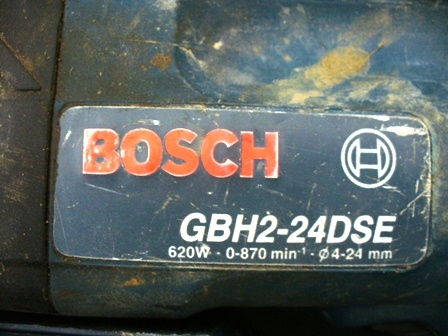 BOSCH
GBH2-24DSE
620W · 0-870 min⁻¹ · Ø4-24 mm